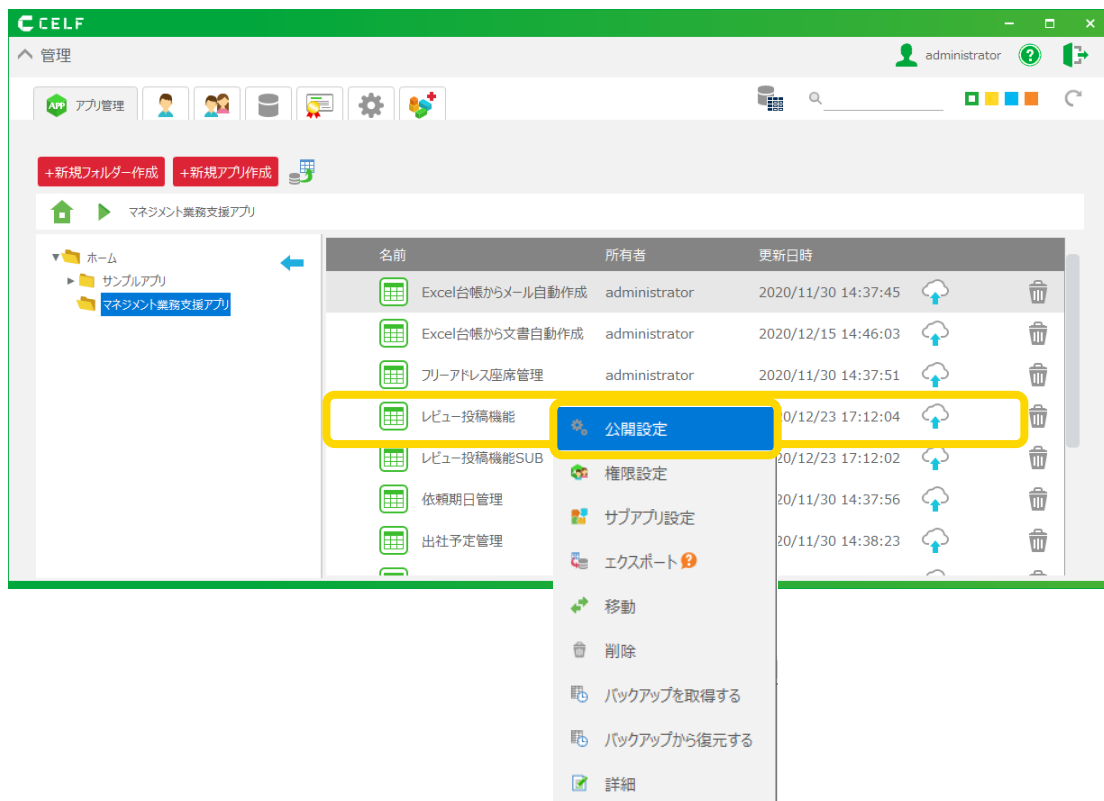 CELF
管理
administrator
アプリ管理
+新規フォルダー作成 +新規アプリ作成
マネジメント業務支援アプリ
ホーム
サンプルアプリ
マネジメント業務支援アプリ
名前 所有者 更新日時
Excel台帳からメール自動作成 administrator 2020/11/30 14:37:45
Excel台帳から文書自動作成 administrator 2020/12/15 14:46:03
フリーアドレス座席管理 administrator 2020/11/30 14:37:51
レビュー投稿機能 20/12/23 17:12:04
レビュー投稿機能SUB 20/12/23 17:12:02
依頼期日管理 20/11/30 14:37:56
出社予定管理 20/11/30 14:38:23
公開設定
権限設定
サブアプリ設定
エクスポート
移動
削除
バックアップを取得する
バックアップから復元する
詳細